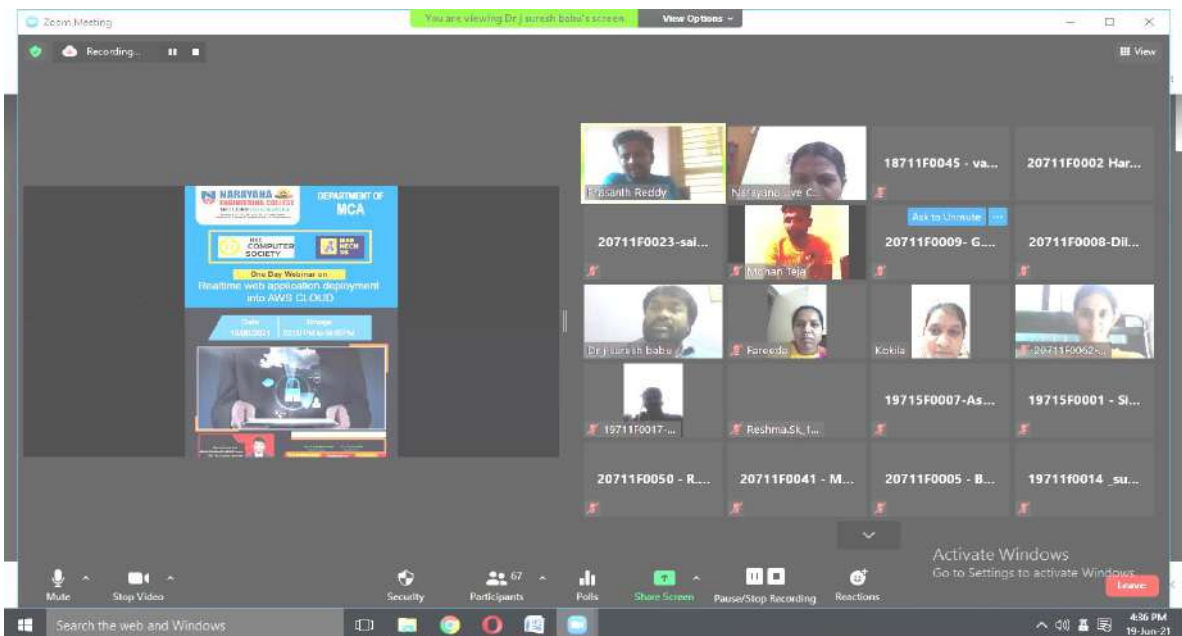 Zoom Meeting
You are viewing Dr j suresh babu's screen
View Options
Recording...
View
NARAYANA
ENGINEERING COLLEGE
DEPARTMENT OF
MCA
COMPUTER
SOCIETY
One Day Webinar on
Realtime web application deployment
into AWS CLOUD
Date
Prasanth Reddy
Narayana Live C...
18711F0045 - va...
20711F0002 Har...
20711F0023-sai...
Mohan Teja
Ask to Unmute ...
20711F0009- G....
20711F0008-Dil...
Dr j suresh babu
Fareeda
Kokila
20711F0062-...
19711F0017-...
Reshma.Sk_1...
19715F0007-As...
19715F0001 - Si...
20711F0050 - R....
20711F0041 - M...
20711F0005 - B...
19711f0014 _su...
Activate Windows
Go to Settings to activate Windows.
Mute
Stop Video
Security
67
Participants
Polls
Share Screen
Pause/Stop Recording
Reactions
Leave
Search the web and Windows
4:36 PM
19-Jun-21